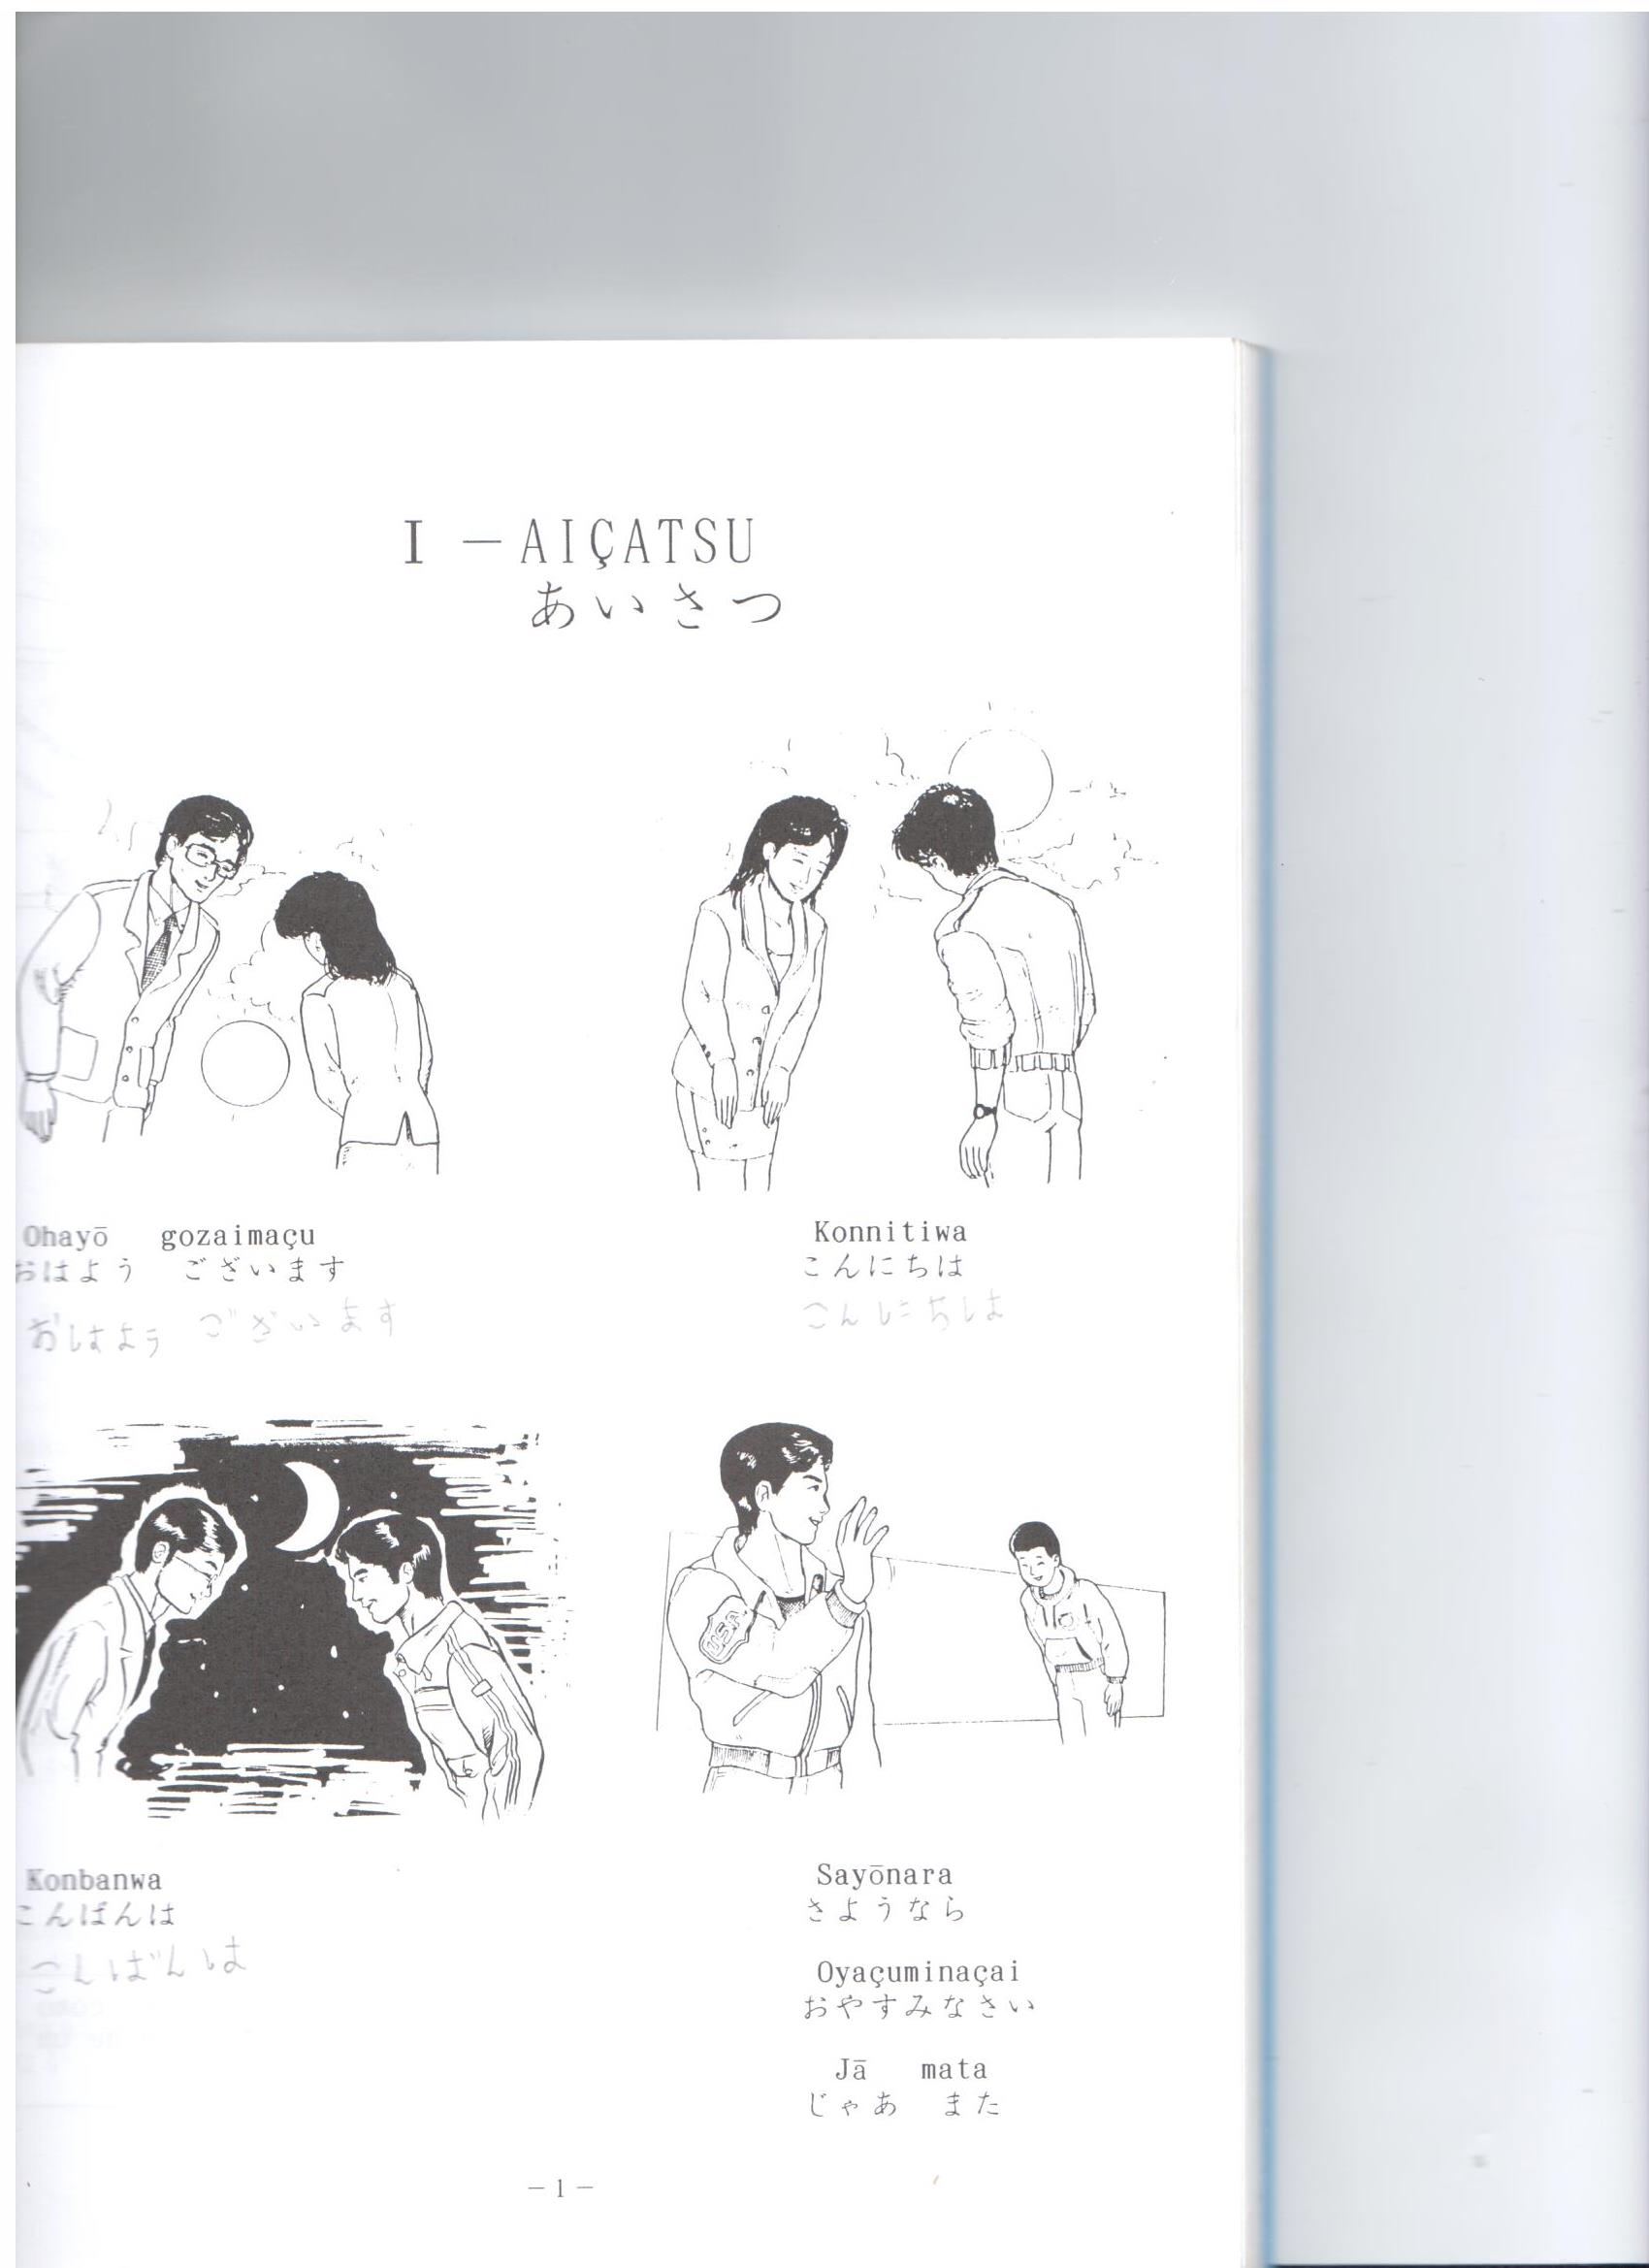 I －AIÇATSU
あいさつ
Ohayō gozaimaçu
おはよう ございます
おはよう ございます
Konnitiwa
こんにちは
こんにちは
USA
Konbanwa
こんばんは
こんばんは
Sayōnara
さようなら
Oyaçuminaçai
おやすみなさい
Jā mata
じゃあ また
－1－